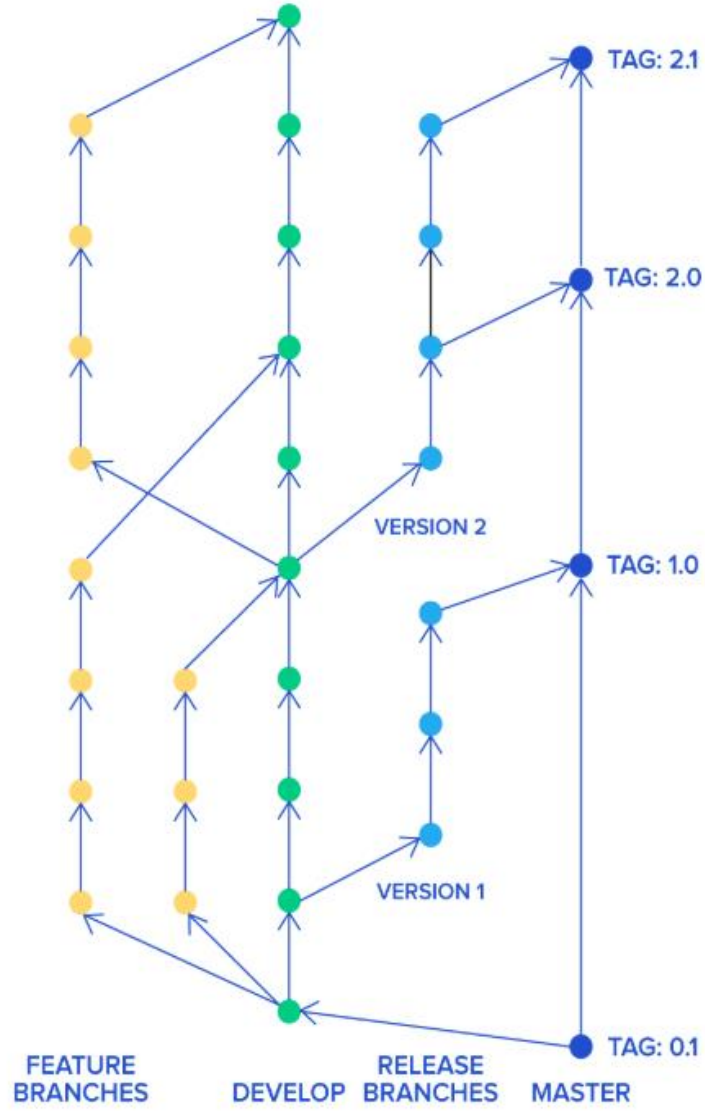 TAG: 2.1
TAG: 2.0
VERSION 2
TAG: 1.0
VERSION 1
TAG: 0.1
FEATURE
BRANCHES
DEVELOP
RELEASE
BRANCHES
MASTER